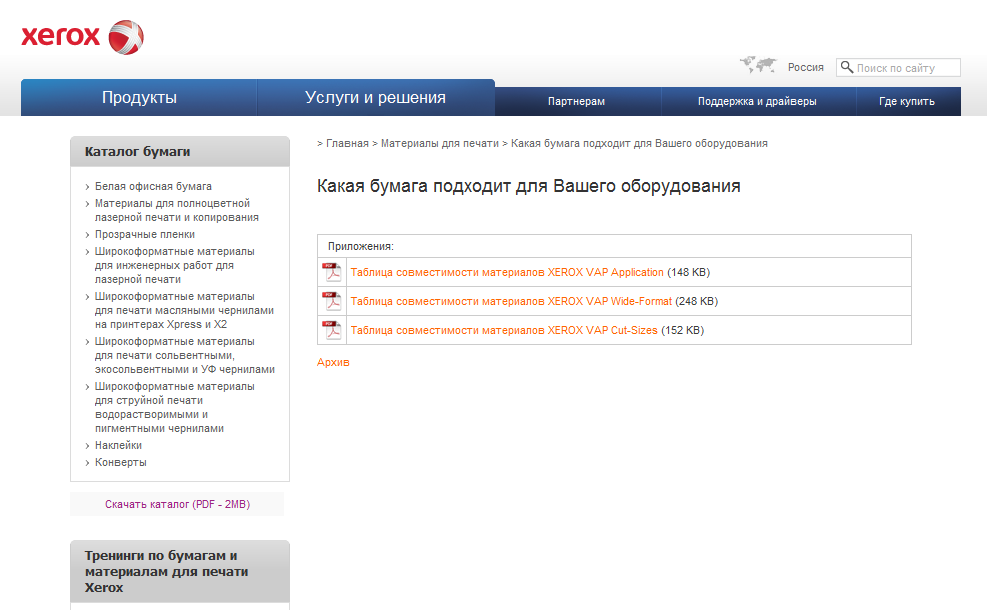 xerox
Россия
Поиск по сайту
Продукты
Услуги и решения
Партнерам
Поддержка и драйверы
Где купить
Каталог бумаги
› Белая офисная бумага
› Материалы для полноцветной
лазерной печати и копирования
› Прозрачные пленки
› Широкоформатные материалы
для инженерных работ для
лазерной печати
› Широкоформатные материалы
для печати масляными чернилами
на принтерах Xpress и X2
› Широкоформатные материалы
для печати сольвентными,
экосольвентными и УФ чернилами
› Широкоформатные материалы
для струйной печати
водорастворимыми и
пигментными чернилами
› Наклейки
› Конверты
Скачать каталог (PDF - 2MB)
Тренинги по бумагам и
материалам для печати
Xerox
> Главная > Материалы для печати > Какая бумага подходит для Вашего оборудования
Какая бумага подходит для Вашего оборудования
Приложения:
PDF
Таблица совместимости материалов XEROX VAP Application (148 KB)
PDF
Таблица совместимости материалов XEROX VAP Wide-Format (248 KB)
PDF
Таблица совместимости материалов XEROX VAP Cut-Sizes (152 KB)
Архив